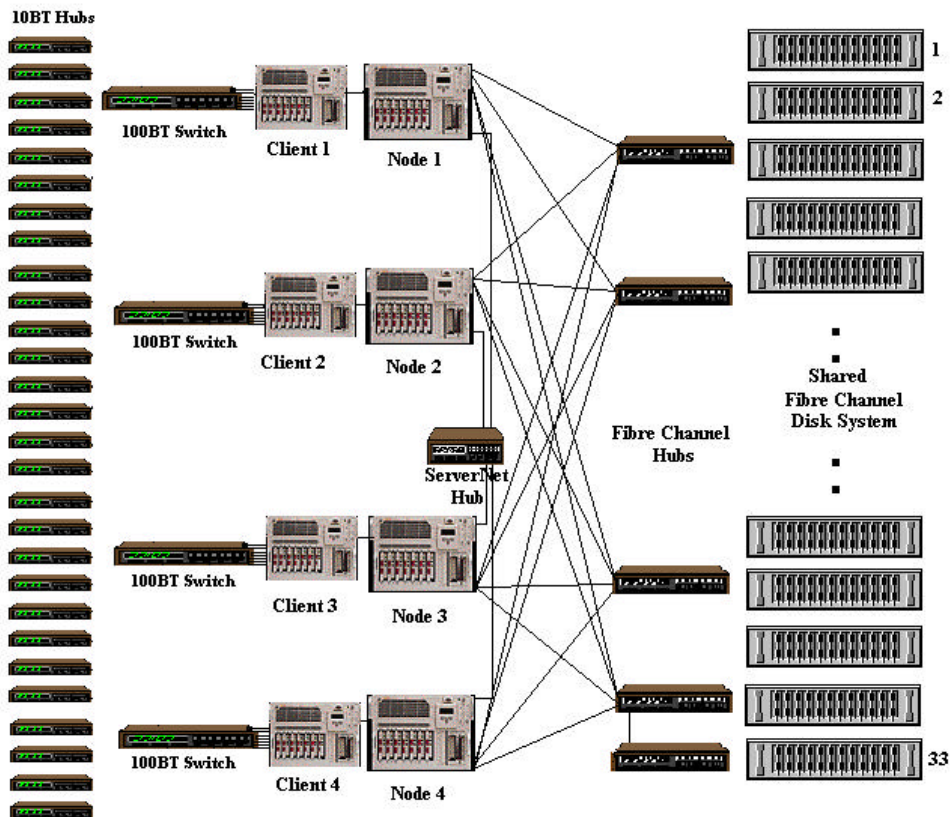 10BT Hubs
1
2
100BT Switch
Client 1
Node 1
100BT Switch
Client 2
Node 2
Shared
Fibre Channel
Disk System
Fibre Channel
Hubs
ServerNet
Hub
100BT Switch
Client 3
Node 3
100BT Switch
Client 4
Node 4
33